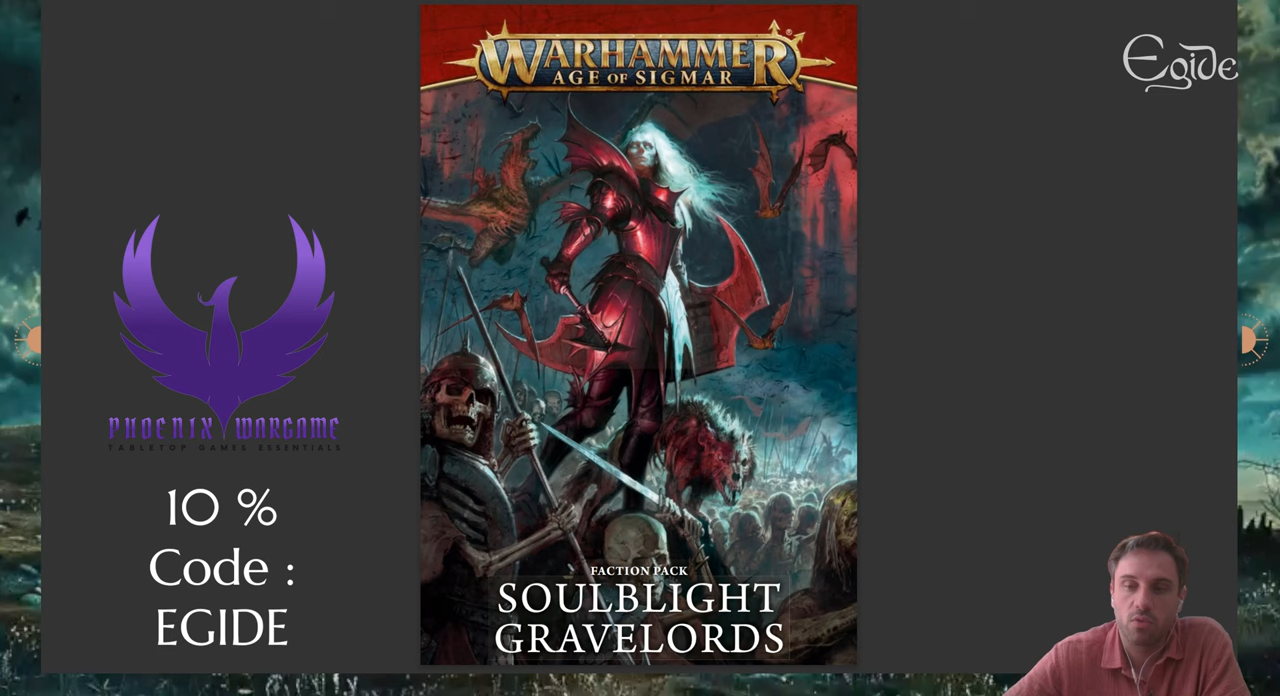 WARHAMMER
AGE OF SIGMAR
Egide
PHOENIX WARGAME
TABLETOP GAMES ESSENTIALS
10 %
Code :
EGIDE
FACTION PACK
SOULBLIGHT
GRAVELORDS